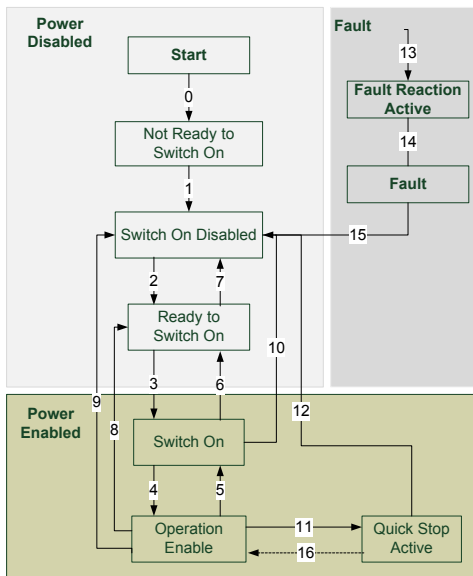 Power
Disabled
Start
0
Not Ready to
Switch On
1
Switch On Disabled
2
7
Ready to
Switch On
10
3
6
9
8
12
Power
Enabled
Switch On
4
5
Operation
Enable
11
16
Quick Stop
Active
Fault
13
Fault Reaction
Active
14
Fault
15